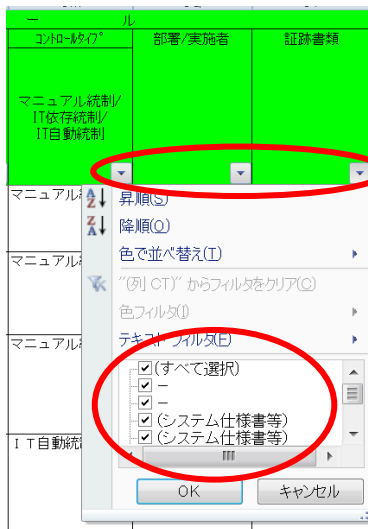 ー ル
コントロールタイプ 部署/実施者 証跡書類
マニュアル統制/
IT依存統制/
IT自動統制
マニュアル
昇順(S)
降順(O)
マニュアル
色で並べ替え(T)
"(列 CT)" からフィルタをクリア(C)
色フィルタ(I)
マニュアル
テキスト フィルタ(F)
(すべて選択)
－
－
(システム仕様書等)
(システム仕様書等)
ＩＴ自動統
OK キャンセル